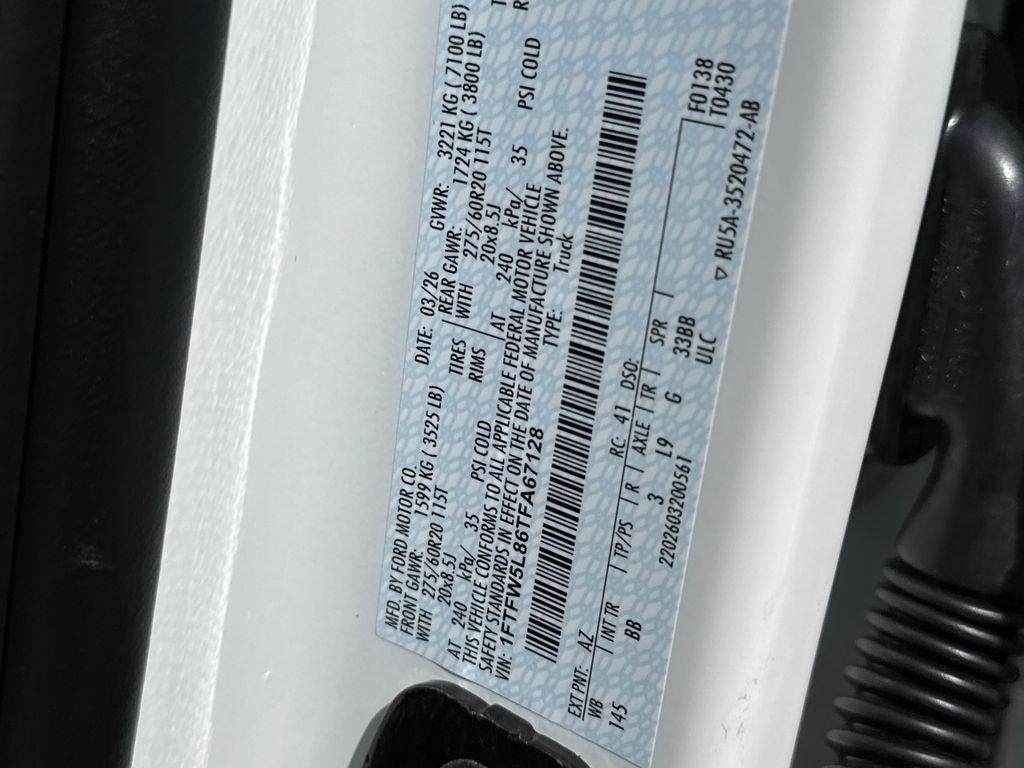 MFD. BY FORD MOTOR CO.
DATE: 03/26 GVWR: 3221 KG ( 7100 LB)
FRONT GAWR: 1599 KG ( 3525 LB) REAR GAWR: 1724 KG ( 3800 LB)
WITH 275/60R20 115T TIRES WITH 275/60R20 115T
20x8.5J RIMS 20x8.5J
AT 240 kPa/ 35 PSI COLD AT 240 kPa/ 35 PSI COLD
THIS VEHICLE CONFORMS TO ALL APPLICABLE FEDERAL MOTOR VEHICLE
SAFETY STANDARDS IN EFFECT ON THE DATE OF MANUFACTURE SHOWN ABOVE.
VIN: 1FTFW5L86TFA67128 TYPE: Truck
EXT PNT: AZ RC: 41 DSO: F0138
WB INT TR TP/PS R AXLE TR SPR T0430
145 BB 3 L9 G 33BB
220260320056 ULC
▽ RU5A-3520472-AB